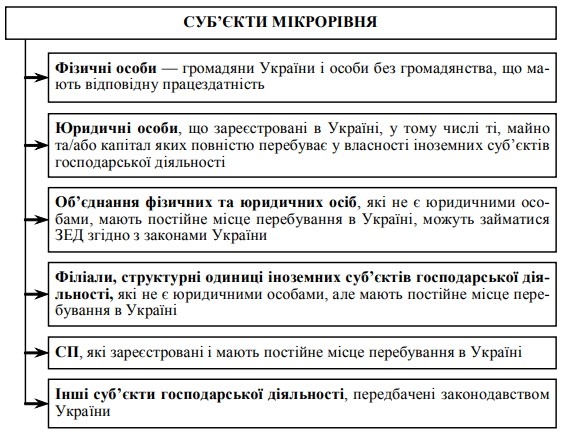 СУБ’ЄКТИ МІКРОРІВНЯ
Фізичні особи — громадяни України і особи без громадянства, що ма-
ють відповідну працездатність
Юридичні особи, що зареєстровані в Україні, у тому числі ті, майно
та/або капітал яких повністю перебуває у власності іноземних суб’єктів
господарської діяльності
Об’єднання фізичних та юридичних осіб, які не є юридичними осо-
бами, мають постійне місце перебування в Україні, можуть займатися
ЗЕД згідно з законами України
Філіали, структурні одиниці іноземних суб’єктів господарської дія-
льності, які не є юридичними особами, але мають постійне місце пере-
бування в Україні
СП, які зареєстровані і мають постійне місце перебування в Україні
Інші суб’єкти господарської діяльності, передбачені законодавством
України